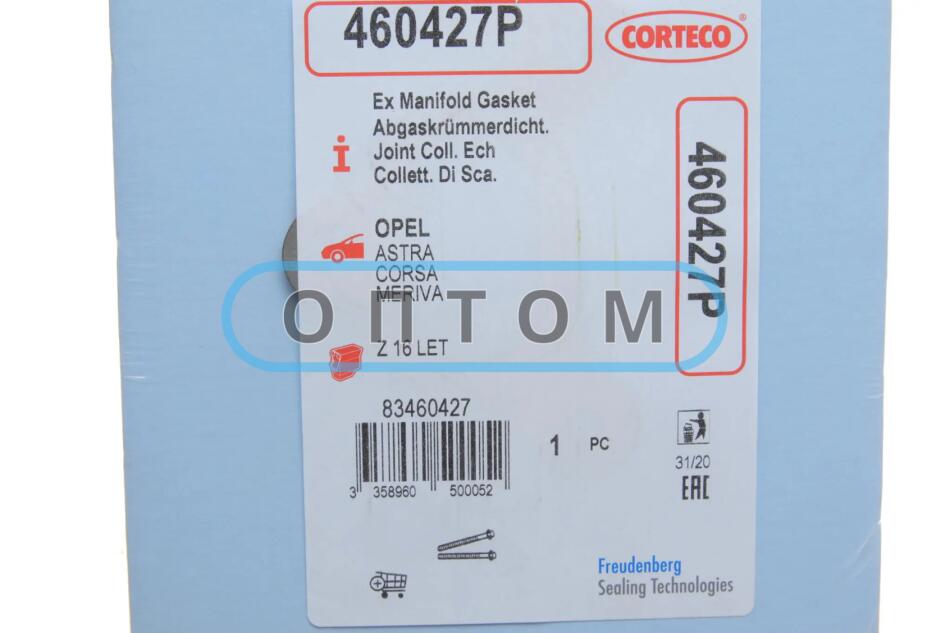 460427P
CORTECO
Ex Manifold Gasket
Abgaskrümmerdicht.
Joint Coll. Ech
Collett. Di Sca.
460427P
OPEL
ASTRA
CORSA
MERIVA
ОПТОМ
Z 16 LET
83460427
1 PC
3 358960 500052
31/20
EAC
Freudenberg
Sealing Technologies